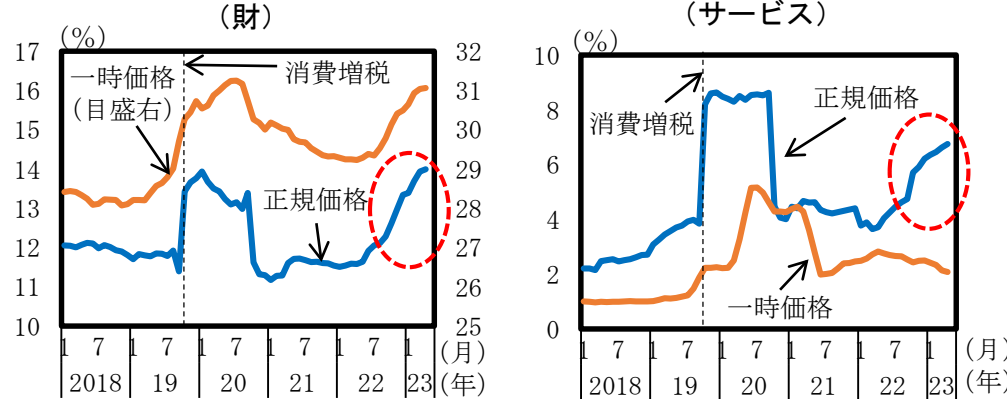 （財）
(%)
17
16
15
14
13
12
11
10
32
31
30
29
28
27
26
25
一時価格
（目盛右）
消費増税
正規価格
1 7 1 7 1 7 1 7 1 7 1 (月)
2018 19 20 21 22 23 (年)
（サービス）
(%)
10
8
6
4
2
0
消費増税
正規価格
一時価格
1 7 1 7 1 7 1 7 1 7 1 (月)
2018 19 20 21 22 23 (年)